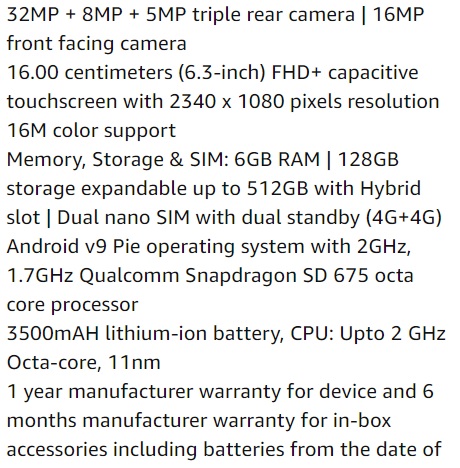 32MP + 8MP + 5MP triple rear camera | 16MP
front facing camera
16.00 centimeters (6.3-inch) FHD+ capacitive
touchscreen with 2340 x 1080 pixels resolution
16M color support
Memory, Storage & SIM: 6GB RAM | 128GB
storage expandable up to 512GB with Hybrid
slot | Dual nano SIM with dual standby (4G+4G)
Android v9 Pie operating system with 2GHz,
1.7GHz Qualcomm Snapdragon SD 675 octa
core processor
3500mAH lithium-ion battery, CPU: Upto 2 GHz
Octa-core, 11nm
1 year manufacturer warranty for device and 6
months manufacturer warranty for in-box
accessories including batteries from the date of